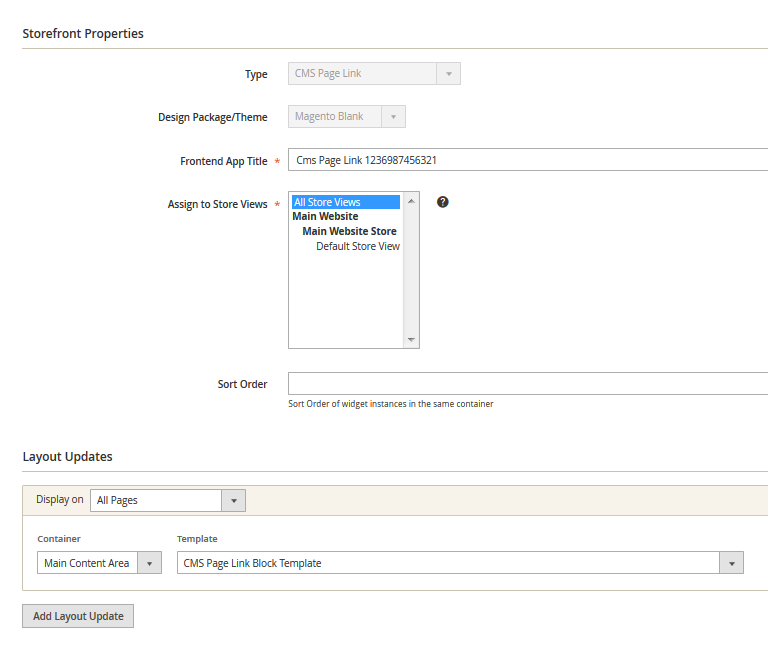 Storefront Properties
Type CMS Page Link
Design Package/Theme Magento Blank
Frontend App Title * Cms Page Link 1236987456321
Assign to Store Views * All Store Views ?
Main Website
Main Website Store
Default Store View
Sort Order
Sort Order of widget instances in the same container
Layout Updates
Display on All Pages
Container Template
Main Content Area CMS Page Link Block Template
Add Layout Update